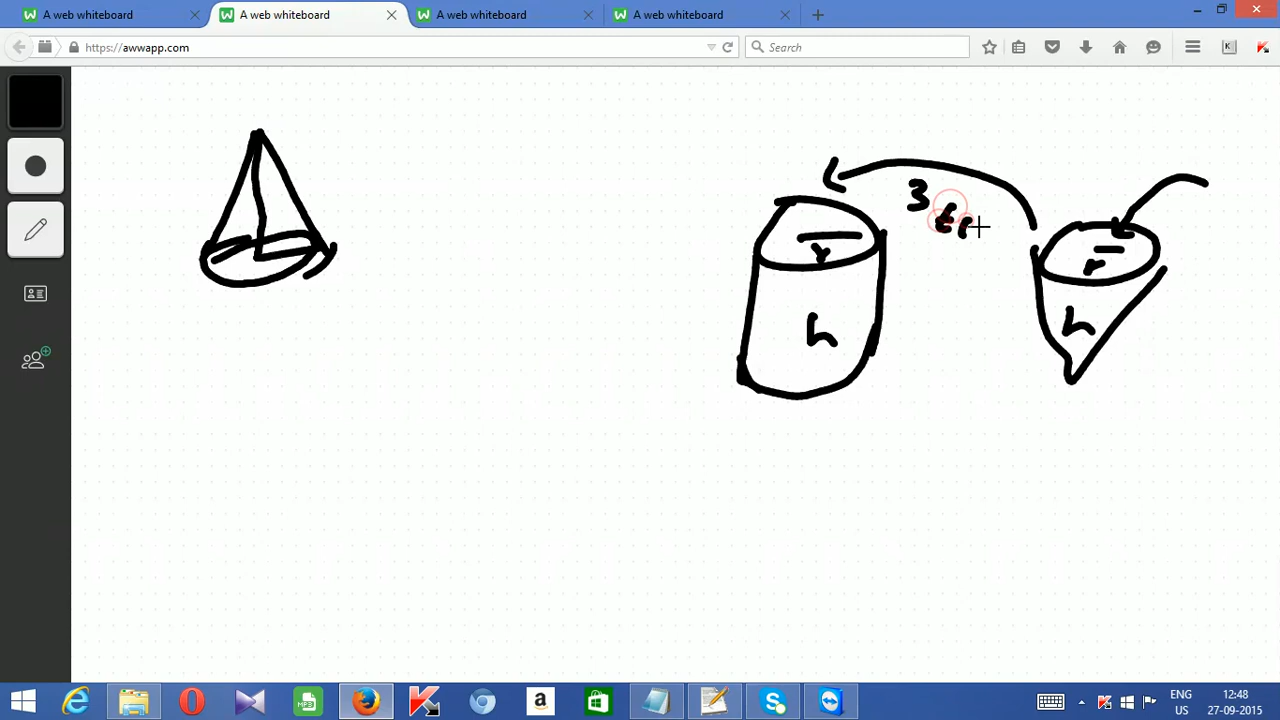 A web whiteboard
A web whiteboard
A web whiteboard
A web whiteboard
https://awwapp.com
Search
K
3
r
h
r
h
MP3
a
ENG
US
12:48
27-09-2015